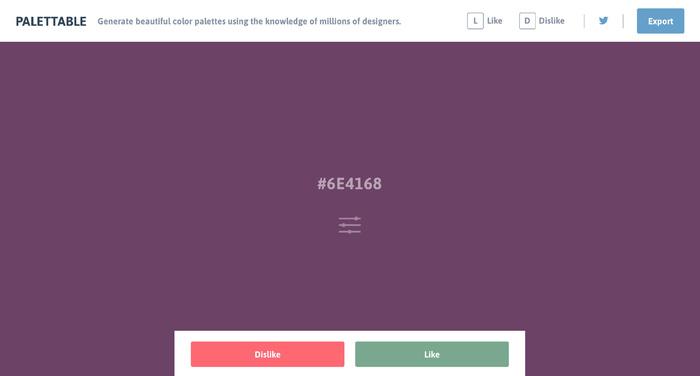 PALETTABLE Generate beautiful color palettes using the knowledge of millions of designers. L Like D Dislike Export
#6E4168
Dislike Like